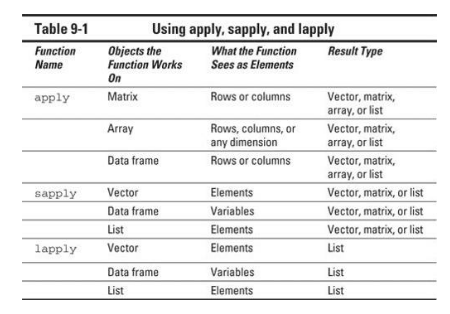 Table 9-1 Using apply, sapply, and lapply
Function Objects the What the Function Result Type
Name Function Works Sees as Elements
On
apply Matrix Rows or columns Vector, matrix,
array, or list
Array Rows, columns, or Vector, matrix,
any dimension array, or list
Data frame Rows or columns Vector, matrix,
array, or list
sapply Vector Elements Vector, matrix, or list
Data frame Variables Vector, matrix, or list
List Elements Vector, matrix, or list
lapply Vector Elements List
Data frame Variables List
List Elements List